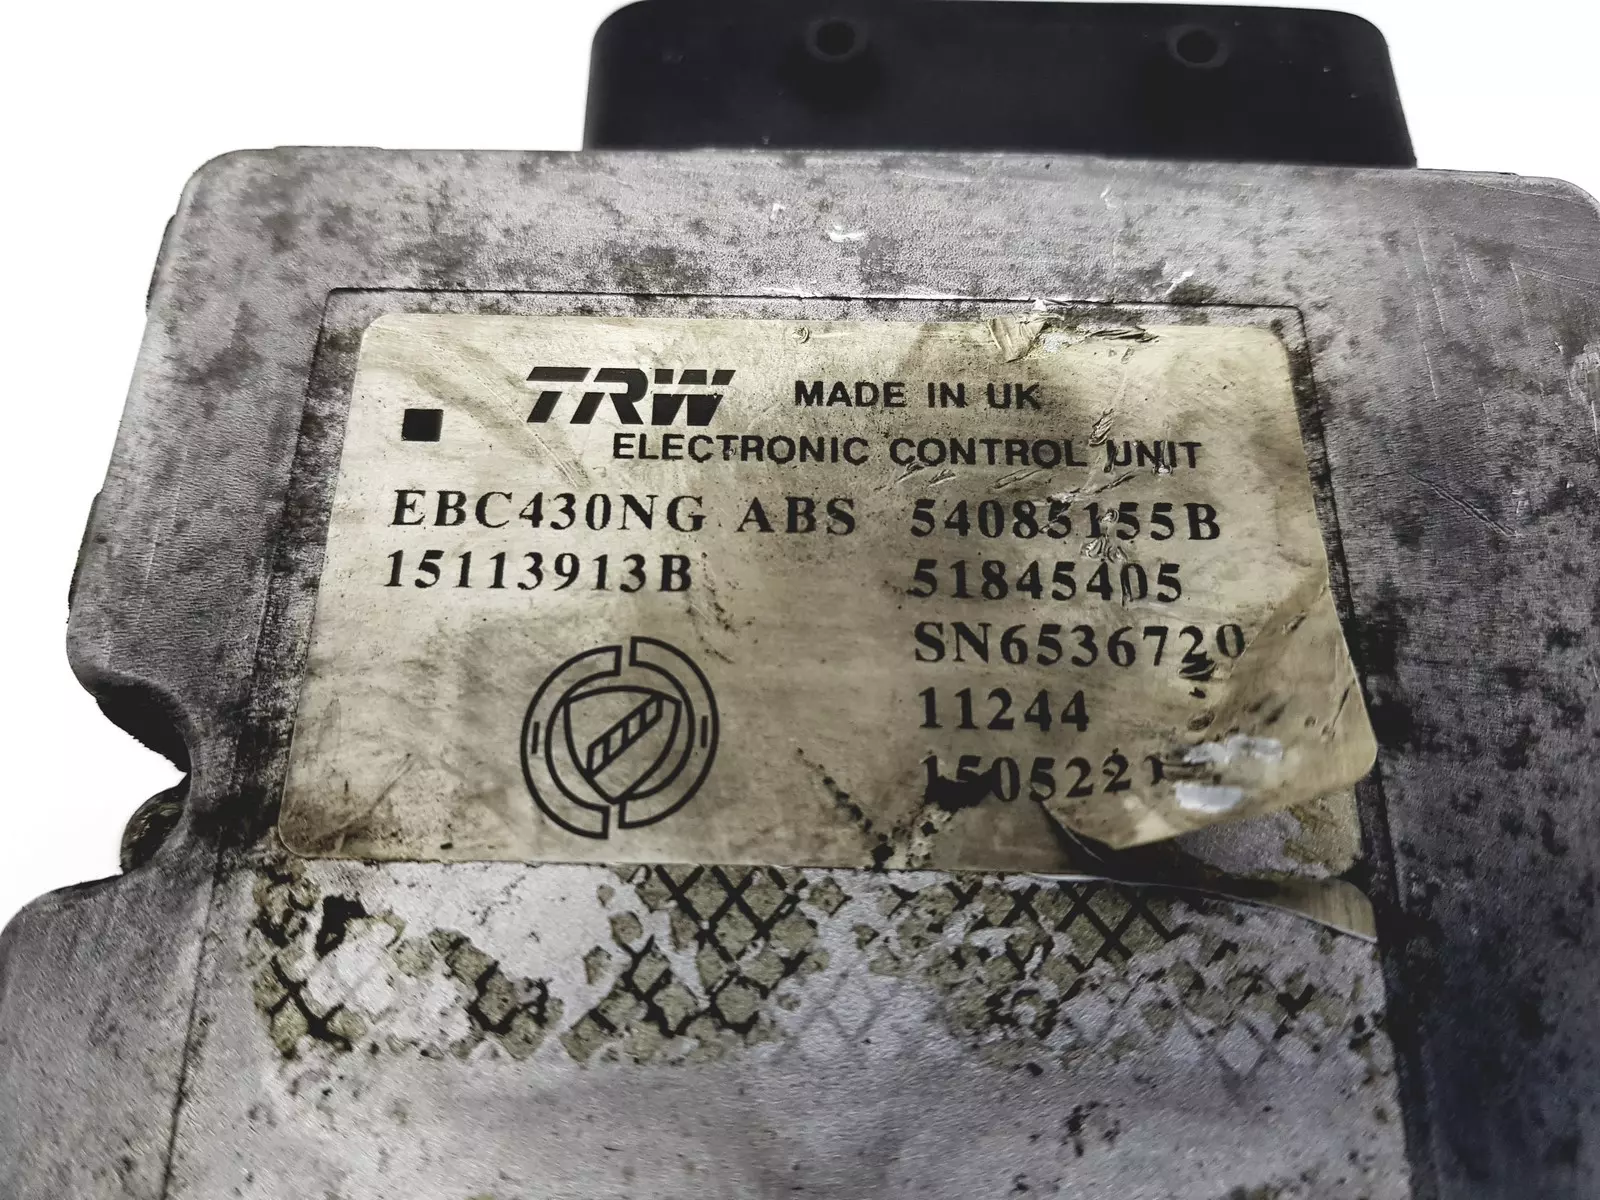 TRW MADE IN UK
ELECTRONIC CONTROL UNIT
EBC430NG ABS 54085155B
15113913B 51845405
SN6536720
11244